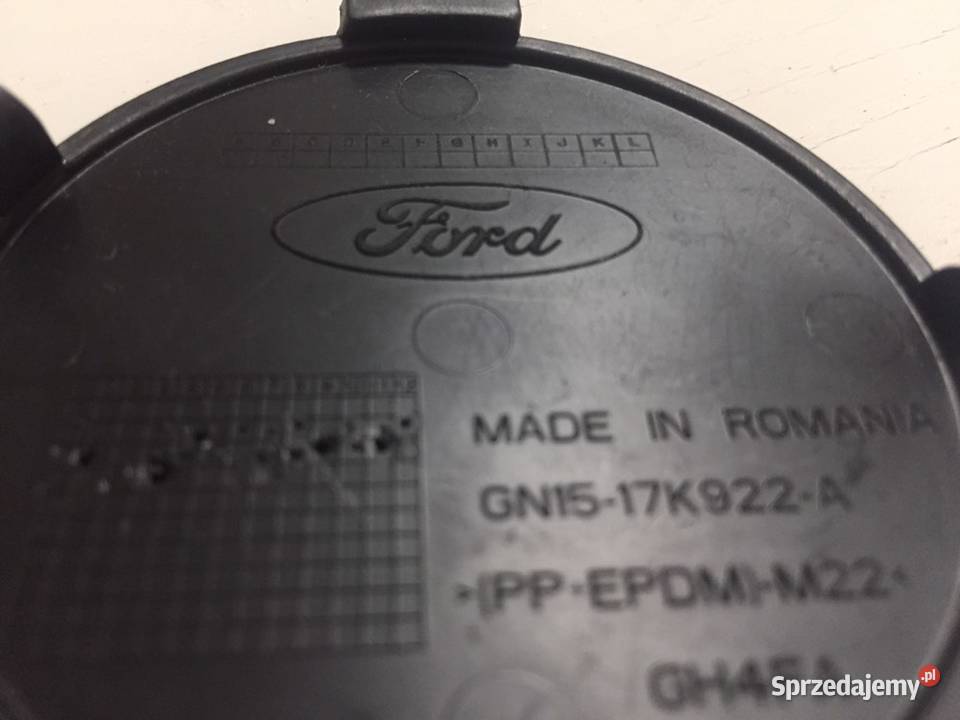 G H I J K L
Ford
MADE IN ROMANIA
GN15-17K922-A
>(PP-EPDM)-M22<
Sprzedajemy.pl